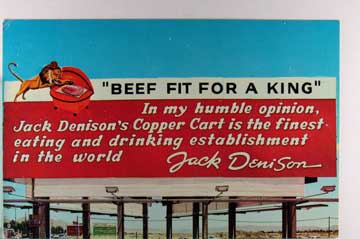 "BEEF FIT FOR A KING"
In my humble opinion,
Jack Denison's Copper Cart is the finest
eating and drinking establishment
in the world Jack Denison